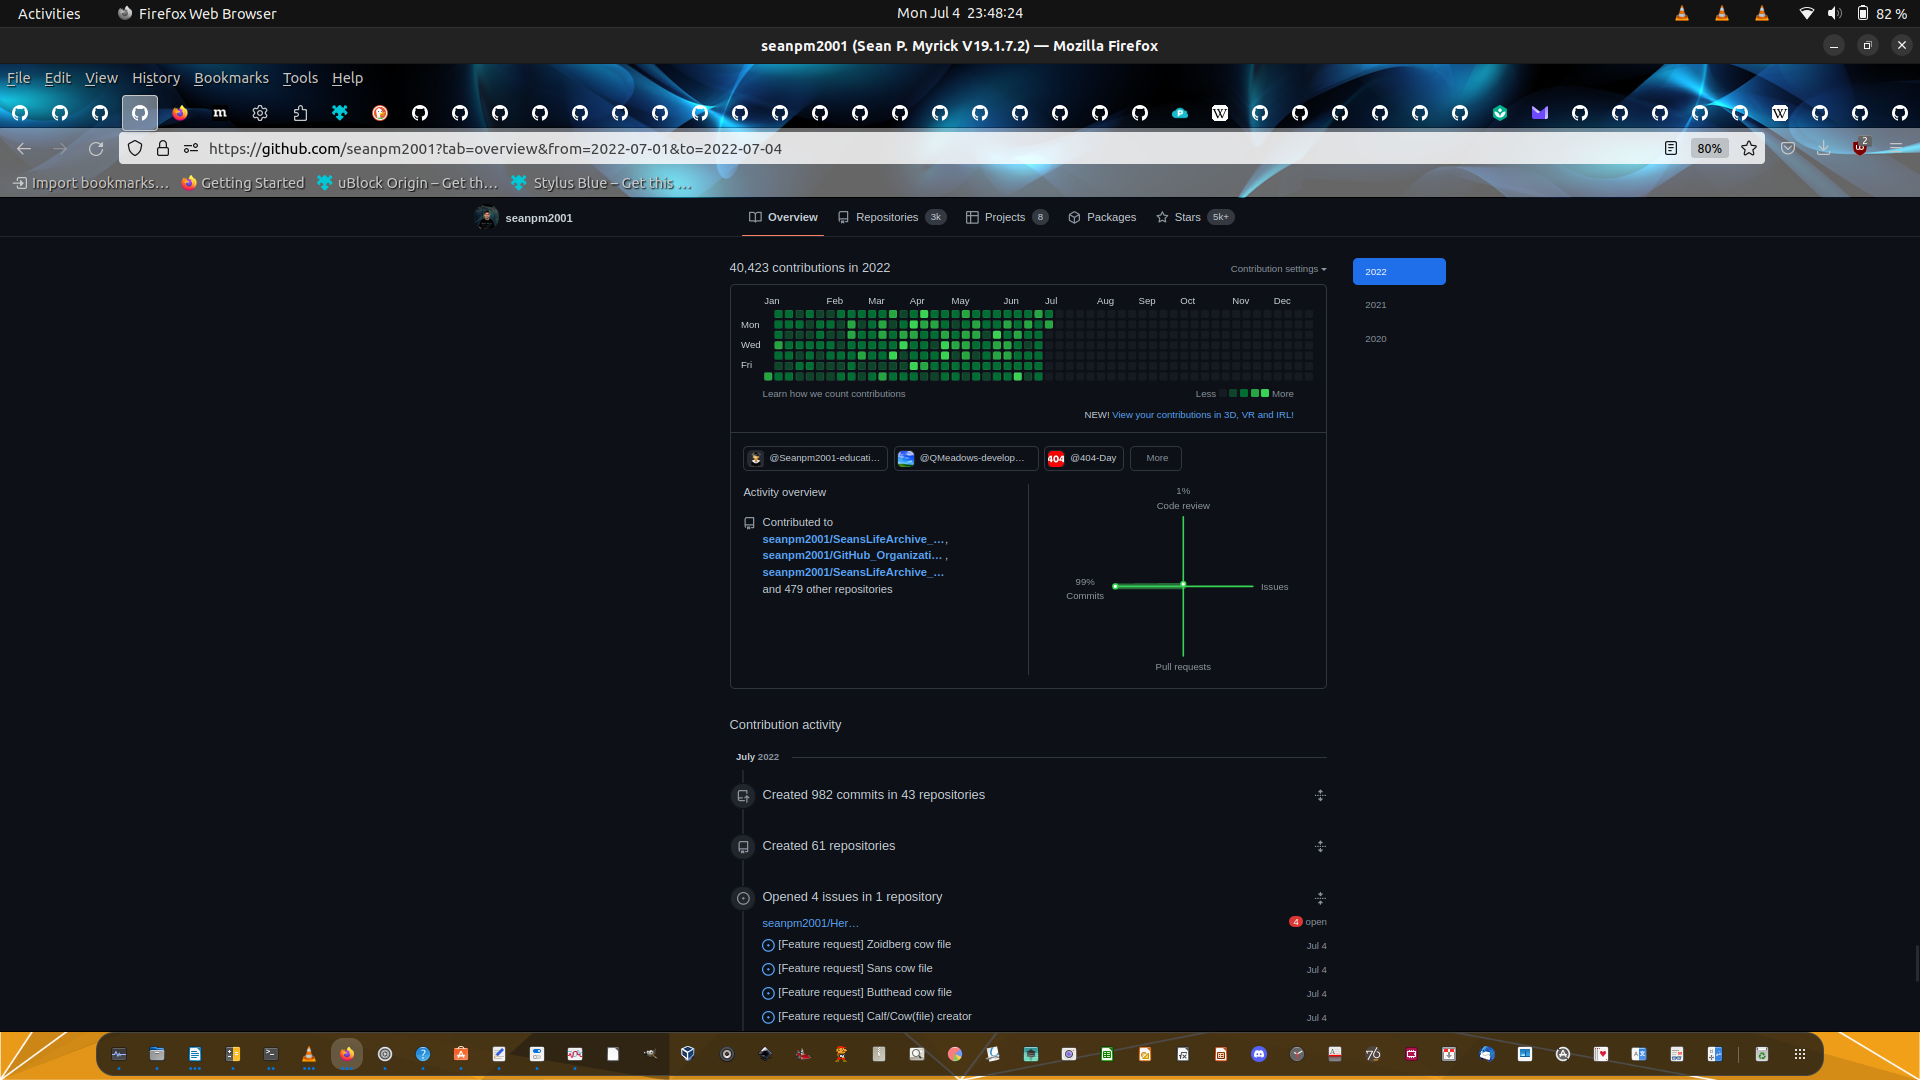 Activities
Firefox Web Browser
Mon Jul 4 23:48:24
82 %
seanpm2001 (Sean P. Myrick V19.1.7.2) — Mozilla Firefox
File Edit View History Bookmarks Tools Help
https://github.com/seanpm2001?tab=overview&from=2022-07-01&to=2022-07-04
80%
2
Import bookmarks… Getting Started uBlock Origin – Get th… Stylus Blue – Get this …
seanpm2001
Overview Repositories 3k Projects 8 Packages Stars 5k+
40,423 contributions in 2022
Contribution settings
2022
2021
2020
Jan Feb Mar Apr May Jun Jul Aug Sep Oct Nov Dec
Mon
Wed
Fri
Learn how we count contributions
Less More
NEW! View your contributions in 3D, VR and IRL!
@Seanpm2001-educati… @QMeadows-develop… 404 @404-Day More
Activity overview
Contributed to
seanpm2001/SeansLifeArchive_…,
seanpm2001/GitHub_Organizati… ,
seanpm2001/SeansLifeArchive_…
and 479 other repositories
1%
Code review
99%
Commits
Issues
Pull requests
Contribution activity
July 2022
Created 982 commits in 43 repositories
Created 61 repositories
Opened 4 issues in 1 repository
seanpm2001/Her…
4 open
[Feature request] Zoidberg cow file Jul 4
[Feature request] Sans cow file Jul 4
[Feature request] Butthead cow file Jul 4
[Feature request] Calf/Cow(file) creator Jul 4